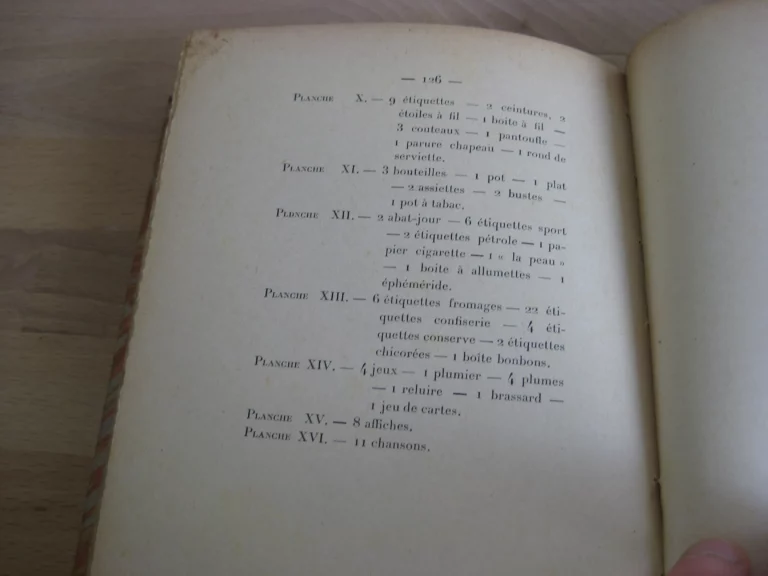 — 126 —
PLANCHE X. — 9 étiquettes — 2 ceintures, 2
étoiles à fil — 1 boite à fil —
3 couteaux — 1 pantoufle —
1 parure chapeau — 1 rond de
serviette.
PLANCHE XI. — 3 bouteilles — 1 pot — 1 plat
— 2 assiettes — 2 bustes —
1 pot à tabac.
PLONCHE XII. — 2 abat-jour — 6 étiquettes sport
— 2 étiquettes pétrole — 1 pa-
pier cigarette — 1 « la peau »
— 1 boite à allumettes — 1
éphéméride.
PLANCHE XIII. — 6 étiquettes fromages — 22 éti-
quettes confiserie — 4 éti-
quettes conserve — 2 étiquettes
chicorées — 1 boîte bonbons.
PLANCHE XIV. — 4 jeux — 1 plumier — 4 plumes
— 1 reluire — 1 brassard —
1 jeu de cartes.
PLANCHE XV. — 8 affiches.
PLANCHE XVI. — 11 chansons.